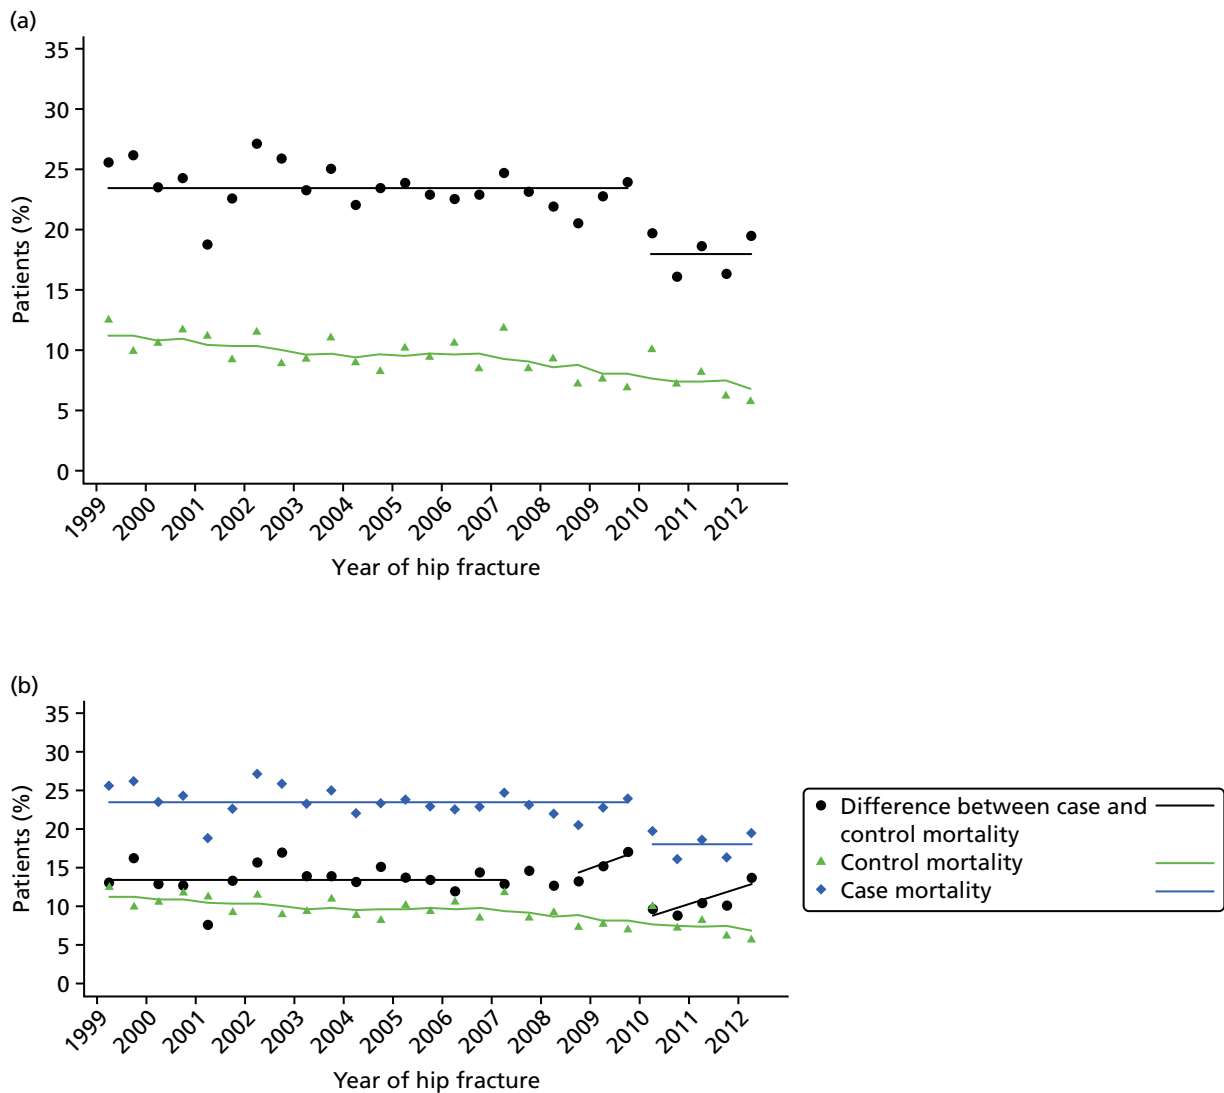 (a)
35
30
25
20
15
10
5
0
Patients (%)
1999 2000 2001 2002 2003 2004 2005 2006 2007 2008 2009 2010 2011 2012
Year of hip fracture
(b)
35
30
25
20
15
10
5
0
Patients (%)
1999 2000 2001 2002 2003 2004 2005 2006 2007 2008 2009 2010 2011 2012
Year of hip fracture
Difference between case and
control mortality
Control mortality
Case mortality